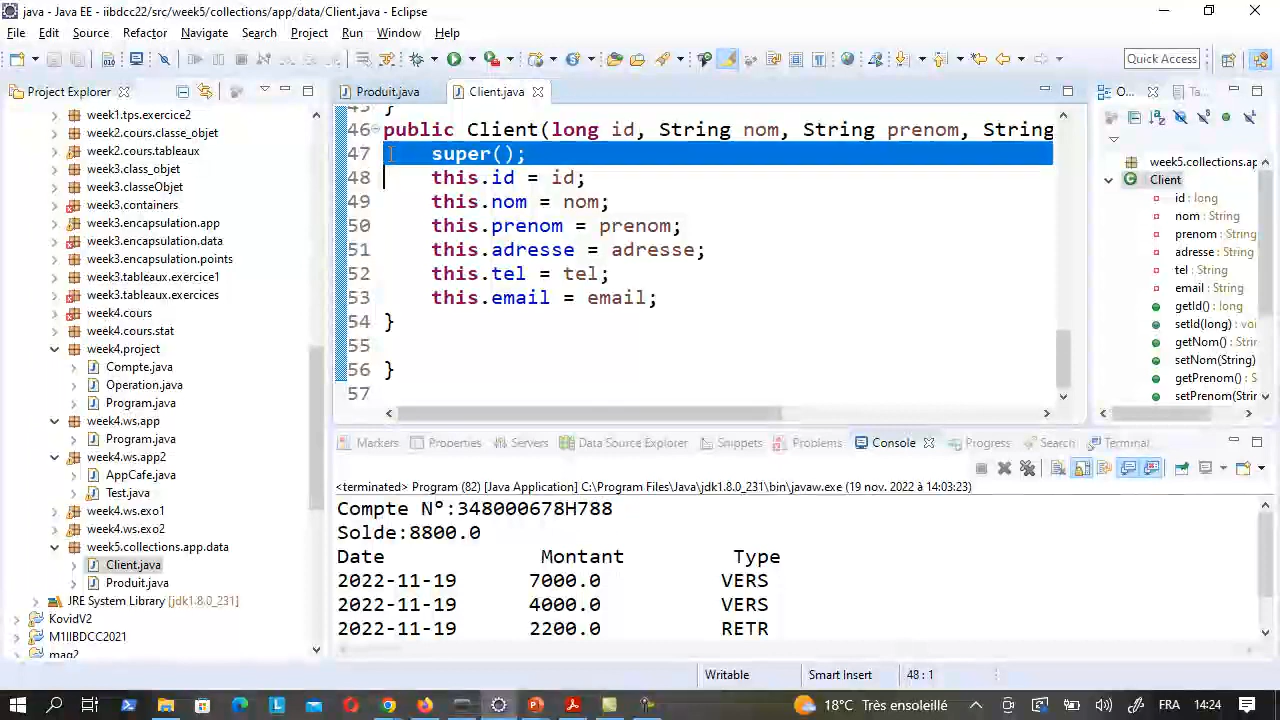 java - Java EE - iibdcc22/src/week5/collections/app/data/Client.java - Eclipse
File Edit Source Refactor Navigate Search Project Run Window Help
Quick Access
Project Explorer
week1.tps.exercice2
week2.cours.classe_objet
week2.cours.tableaux
week3.class_objet
week3.classeObjet
week3.containers
week3.encapsulation.app
week3.encapsulation.data
week3.encapsulation.points
week3.tableaux.exercice1
week3.tableaux.exercices
week4.cours
week4.cours.stat
week4.project
Compte.java
Operation.java
Program.java
week4.ws.app
Program.java
week4.ws.app2
AppCafe.java
Test.java
week4.ws.exo1
week4.ws.exo2
week5.collections.app.data
Client.java
Produit.java
JRE System Library [jdk1.8.0_231]
KovidV2
M1IIBDCC2021
mag2
Produit.java Client.java
45 }
46 public Client(long id, String nom, String prenom, String
47 super();
48 this.id = id;
49 this.nom = nom;
50 this.prenom = prenom;
51 this.adresse = adresse;
52 this.tel = tel;
53 this.email = email;
54 }
55
56 }
57
O... Ta...
week5.collections.ap
Client
id : long
nom : String
prenom : String
adresse : String
tel : String
email : String
getId() : long
setId(long) : voi
getNom() : Strin
setNom(String)
getPrenom() : S
setPrenom(Strin
Markers Properties Servers Data Source Explorer Snippets Problems Console Progress Search Terminal
<terminated> Program (82) [Java Application] C:\Program Files\Java\jdk1.8.0_231\bin\javaw.exe (19 nov. 2022 à 14:03:23)
Compte N°:348000678H788
Solde:8800.0
Date Montant Type
2022-11-19 7000.0 VERS
2022-11-19 4000.0 VERS
2022-11-19 2200.0 RETR
Writable Smart Insert 48 : 1
18°C Très ensoleillé FRA 14:24